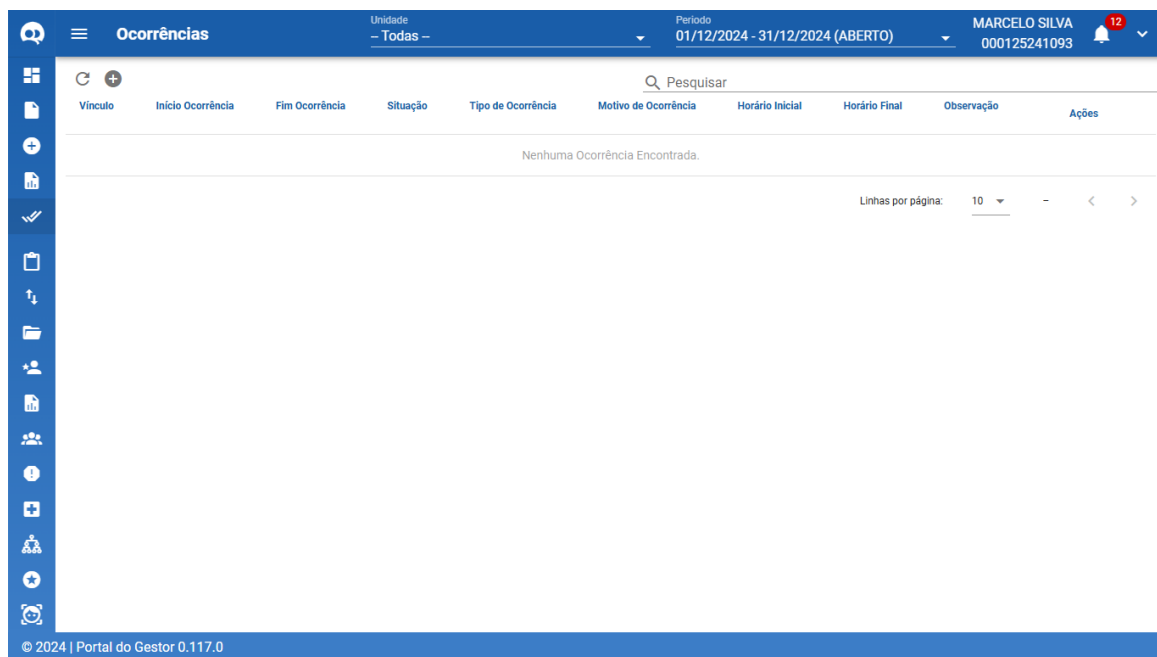 Ocorrências
Unidade
-- Todas --
Periodo
01/12/2024 - 31/12/2024 (ABERTO)
MARCELO SILVA
000125241093
12
Pesquisar
Vínculo Início Ocorrência Fim Ocorrência Situação Tipo de Ocorrência Motivo de Ocorrência Horário Inicial Horário Final Observação Ações
Nenhuma Ocorrência Encontrada.
Linhas por página: 10 –
© 2024 | Portal do Gestor 0.117.0